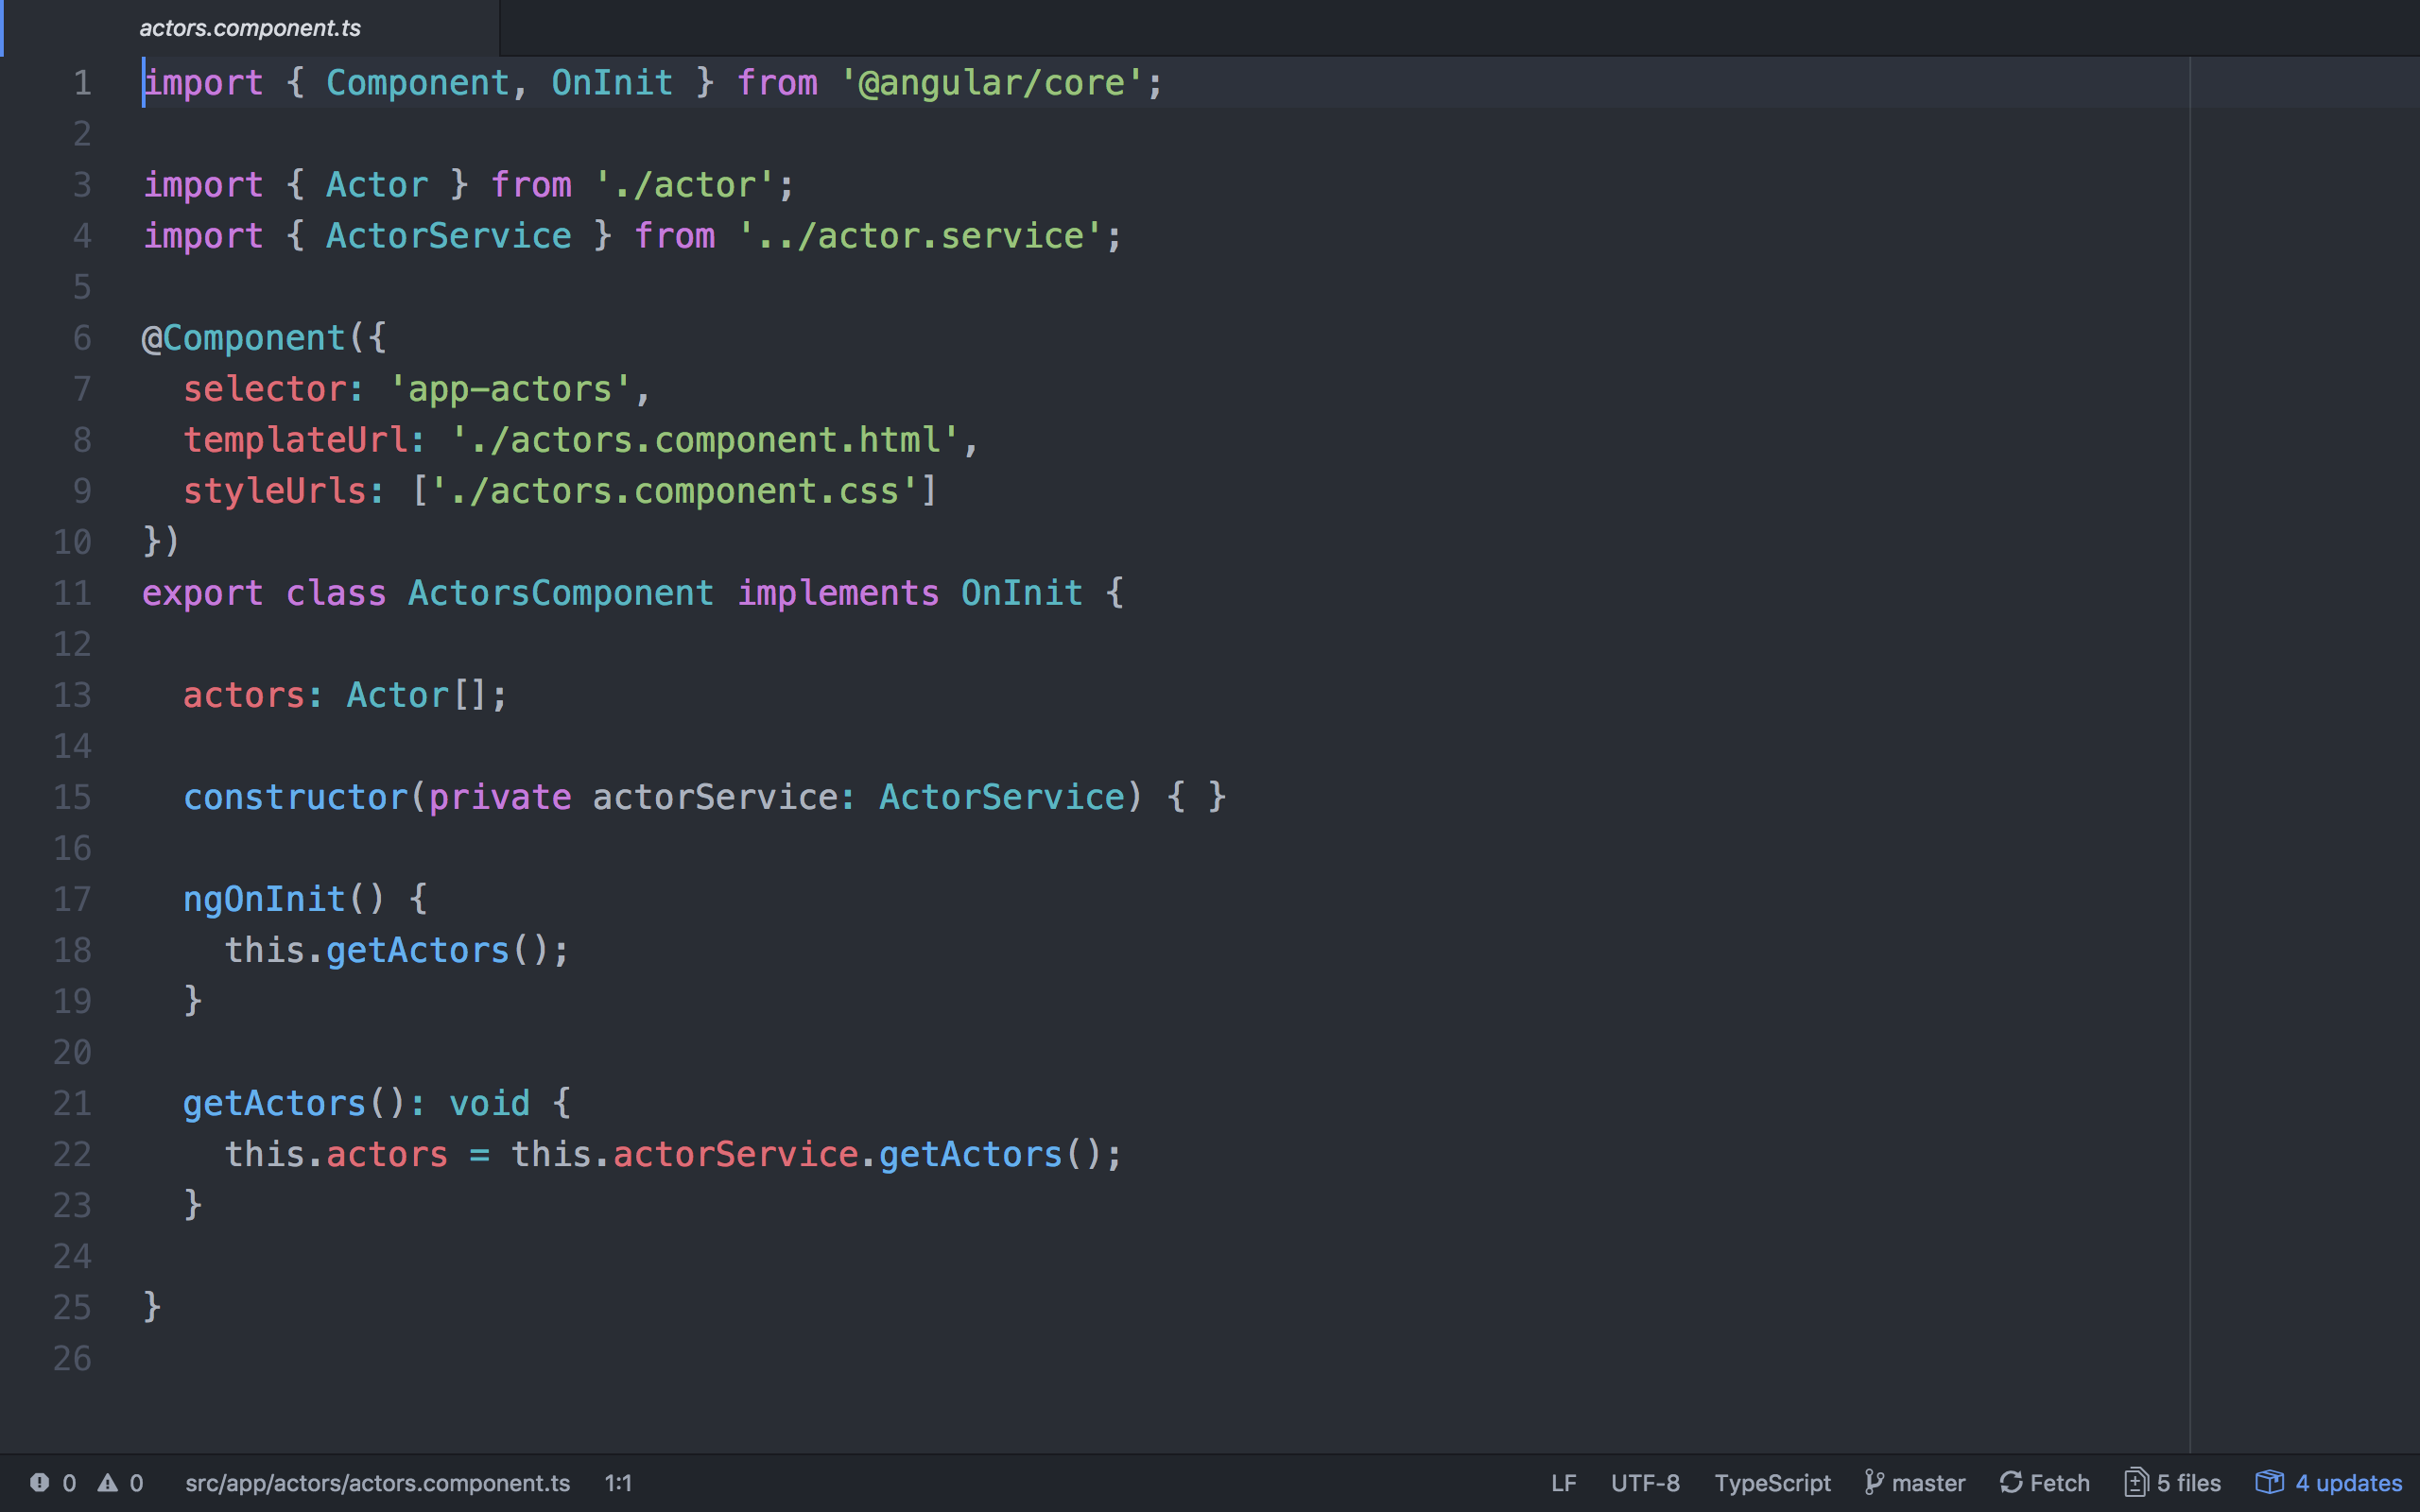 actors.component.ts
1 import { Component, OnInit } from '@angular/core';
2
3 import { Actor } from './actor';
4 import { ActorService } from '../actor.service';
5
6 @Component({
7   selector: 'app-actors',
8   templateUrl: './actors.component.html',
9   styleUrls: ['./actors.component.css']
10 })
11 export class ActorsComponent implements OnInit {
12
13   actors: Actor[];
14
15   constructor(private actorService: ActorService) { }
16
17   ngOnInit() {
18     this.getActors();
19   }
20
21   getActors(): void {
22     this.actors = this.actorService.getActors();
23   }
24
25 }
26
0 0 src/app/actors/actors.component.ts 1:1 LF UTF-8 TypeScript master Fetch 5 files 4 updates